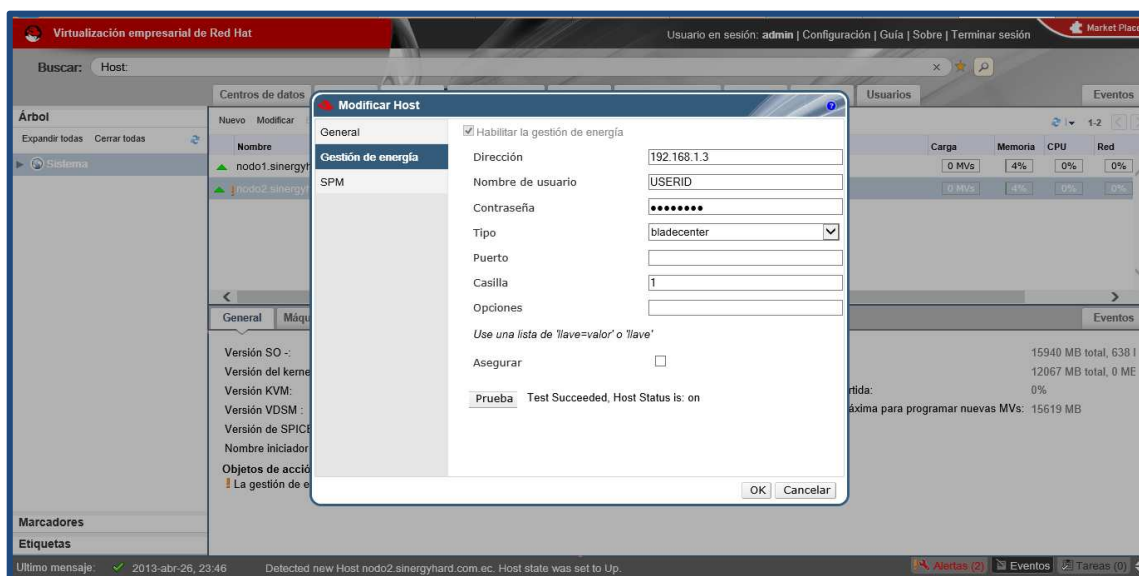 Virtualización empresarial de Red Hat
Usuario en sesión: admin | Configuración | Guía | Sobre | Terminar sesión
Market Place
Buscar: Host:
Centros de datos
Usuarios
Eventos
Árbol
Expandir todas Cerrar todas
Sistema
Nuevo Modificar
1-2
Nombre
Carga Memoria CPU Red
nodo1.sinergyh
0 MVs 4% 0% 0%
nodo2.sinergyh
0 MVs 4% 0% 0%
Modificar Host
General
Gestión de energía
SPM
Habilitar la gestión de energía
Dirección 192.168.1.3
Nombre de usuario USERID
Contraseña ••••••••
Tipo bladecenter
Puerto
Casilla 1
Opciones
Use una lista de 'llave=valor' o 'llave'
Asegurar
Prueba Test Succeeded, Host Status is: on
OK Cancelar
General Máqu
Eventos
Versión SO -:
15940 MB total, 638
Versión del kerne
12067 MB total, 0 ME
Versión KVM:
rtida: 0%
Versión VDSM :
áxima para programar nuevas MVs: 15619 MB
Versión de SPICE
Nombre iniciador
Objetos de acció
La gestión de e
Marcadores
Etiquetas
Ultimo mensaje: 2013-abr-26, 23:46 Detected new Host nodo2.sinergyhard.com.ec. Host state was set to Up.
Alertas (2) Eventos Tareas (0)